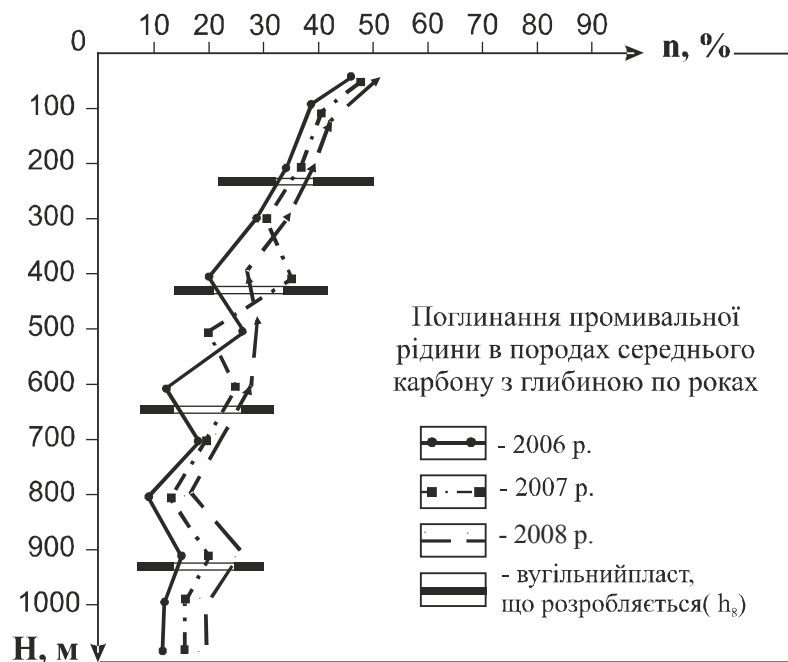 0 10 20 30 40 50 60 70 80 90
n, %
100
200
300
400
500
600
700
800
900
1000
H, м
Поглинання промивальної
рідини в породах середнього
карбону з глибиною по роках
- 2006 р.
- 2007 р.
- 2008 р.
- вугільнийпласт,
що розробляється( h₈)